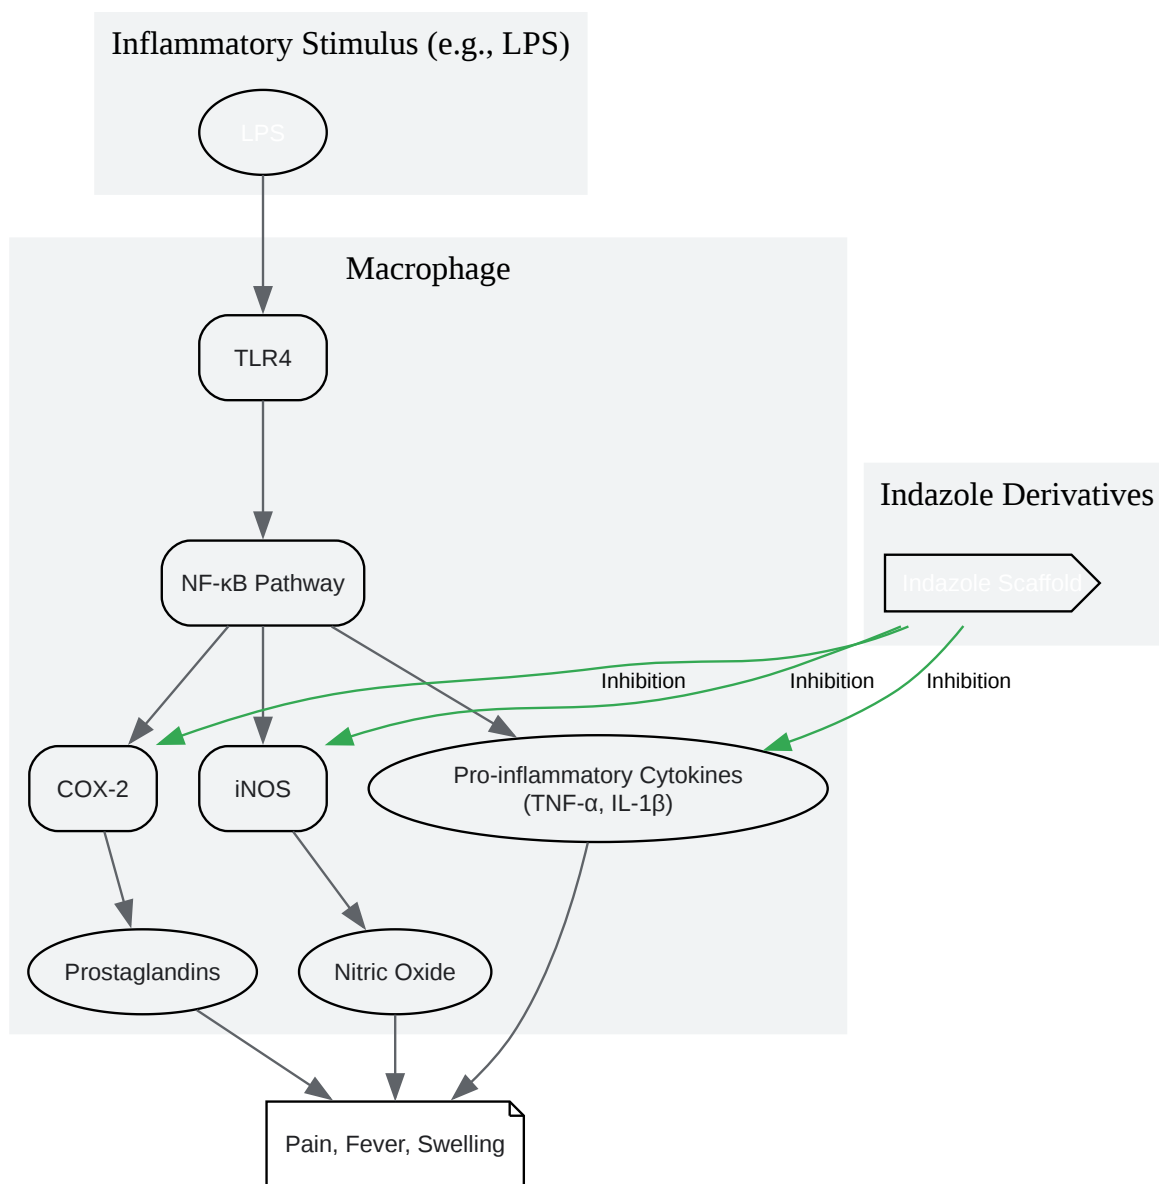 Inflammatory Stimulus (e.g., LPS)
LPS
Macrophage
TLR4
Indazole Derivatives
NF-κB Pathway
Indazole Scaffold
Inhibition
Inhibition
Inhibition
COX-2
iNOS
Pro-inflammatory Cytokines
(TNF-α, IL-1β)
Prostaglandins
Nitric Oxide
Pain, Fever, Swelling